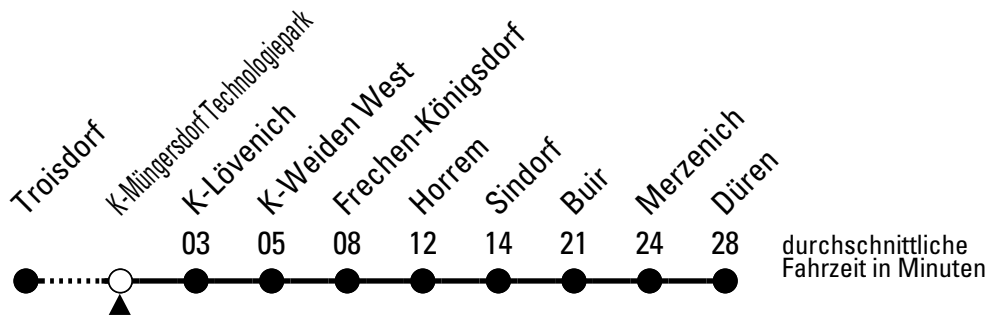 Troisdorf
K-Müngersdorf Technologiepark
K-Lövenich
K-Weiden West
Frechen-Königsdorf
Horrem
Sindorf
Buir
Merzenich
Düren
03 05 08 12 14 21 24 28
durchschnittliche
Fahrzeit in Minuten